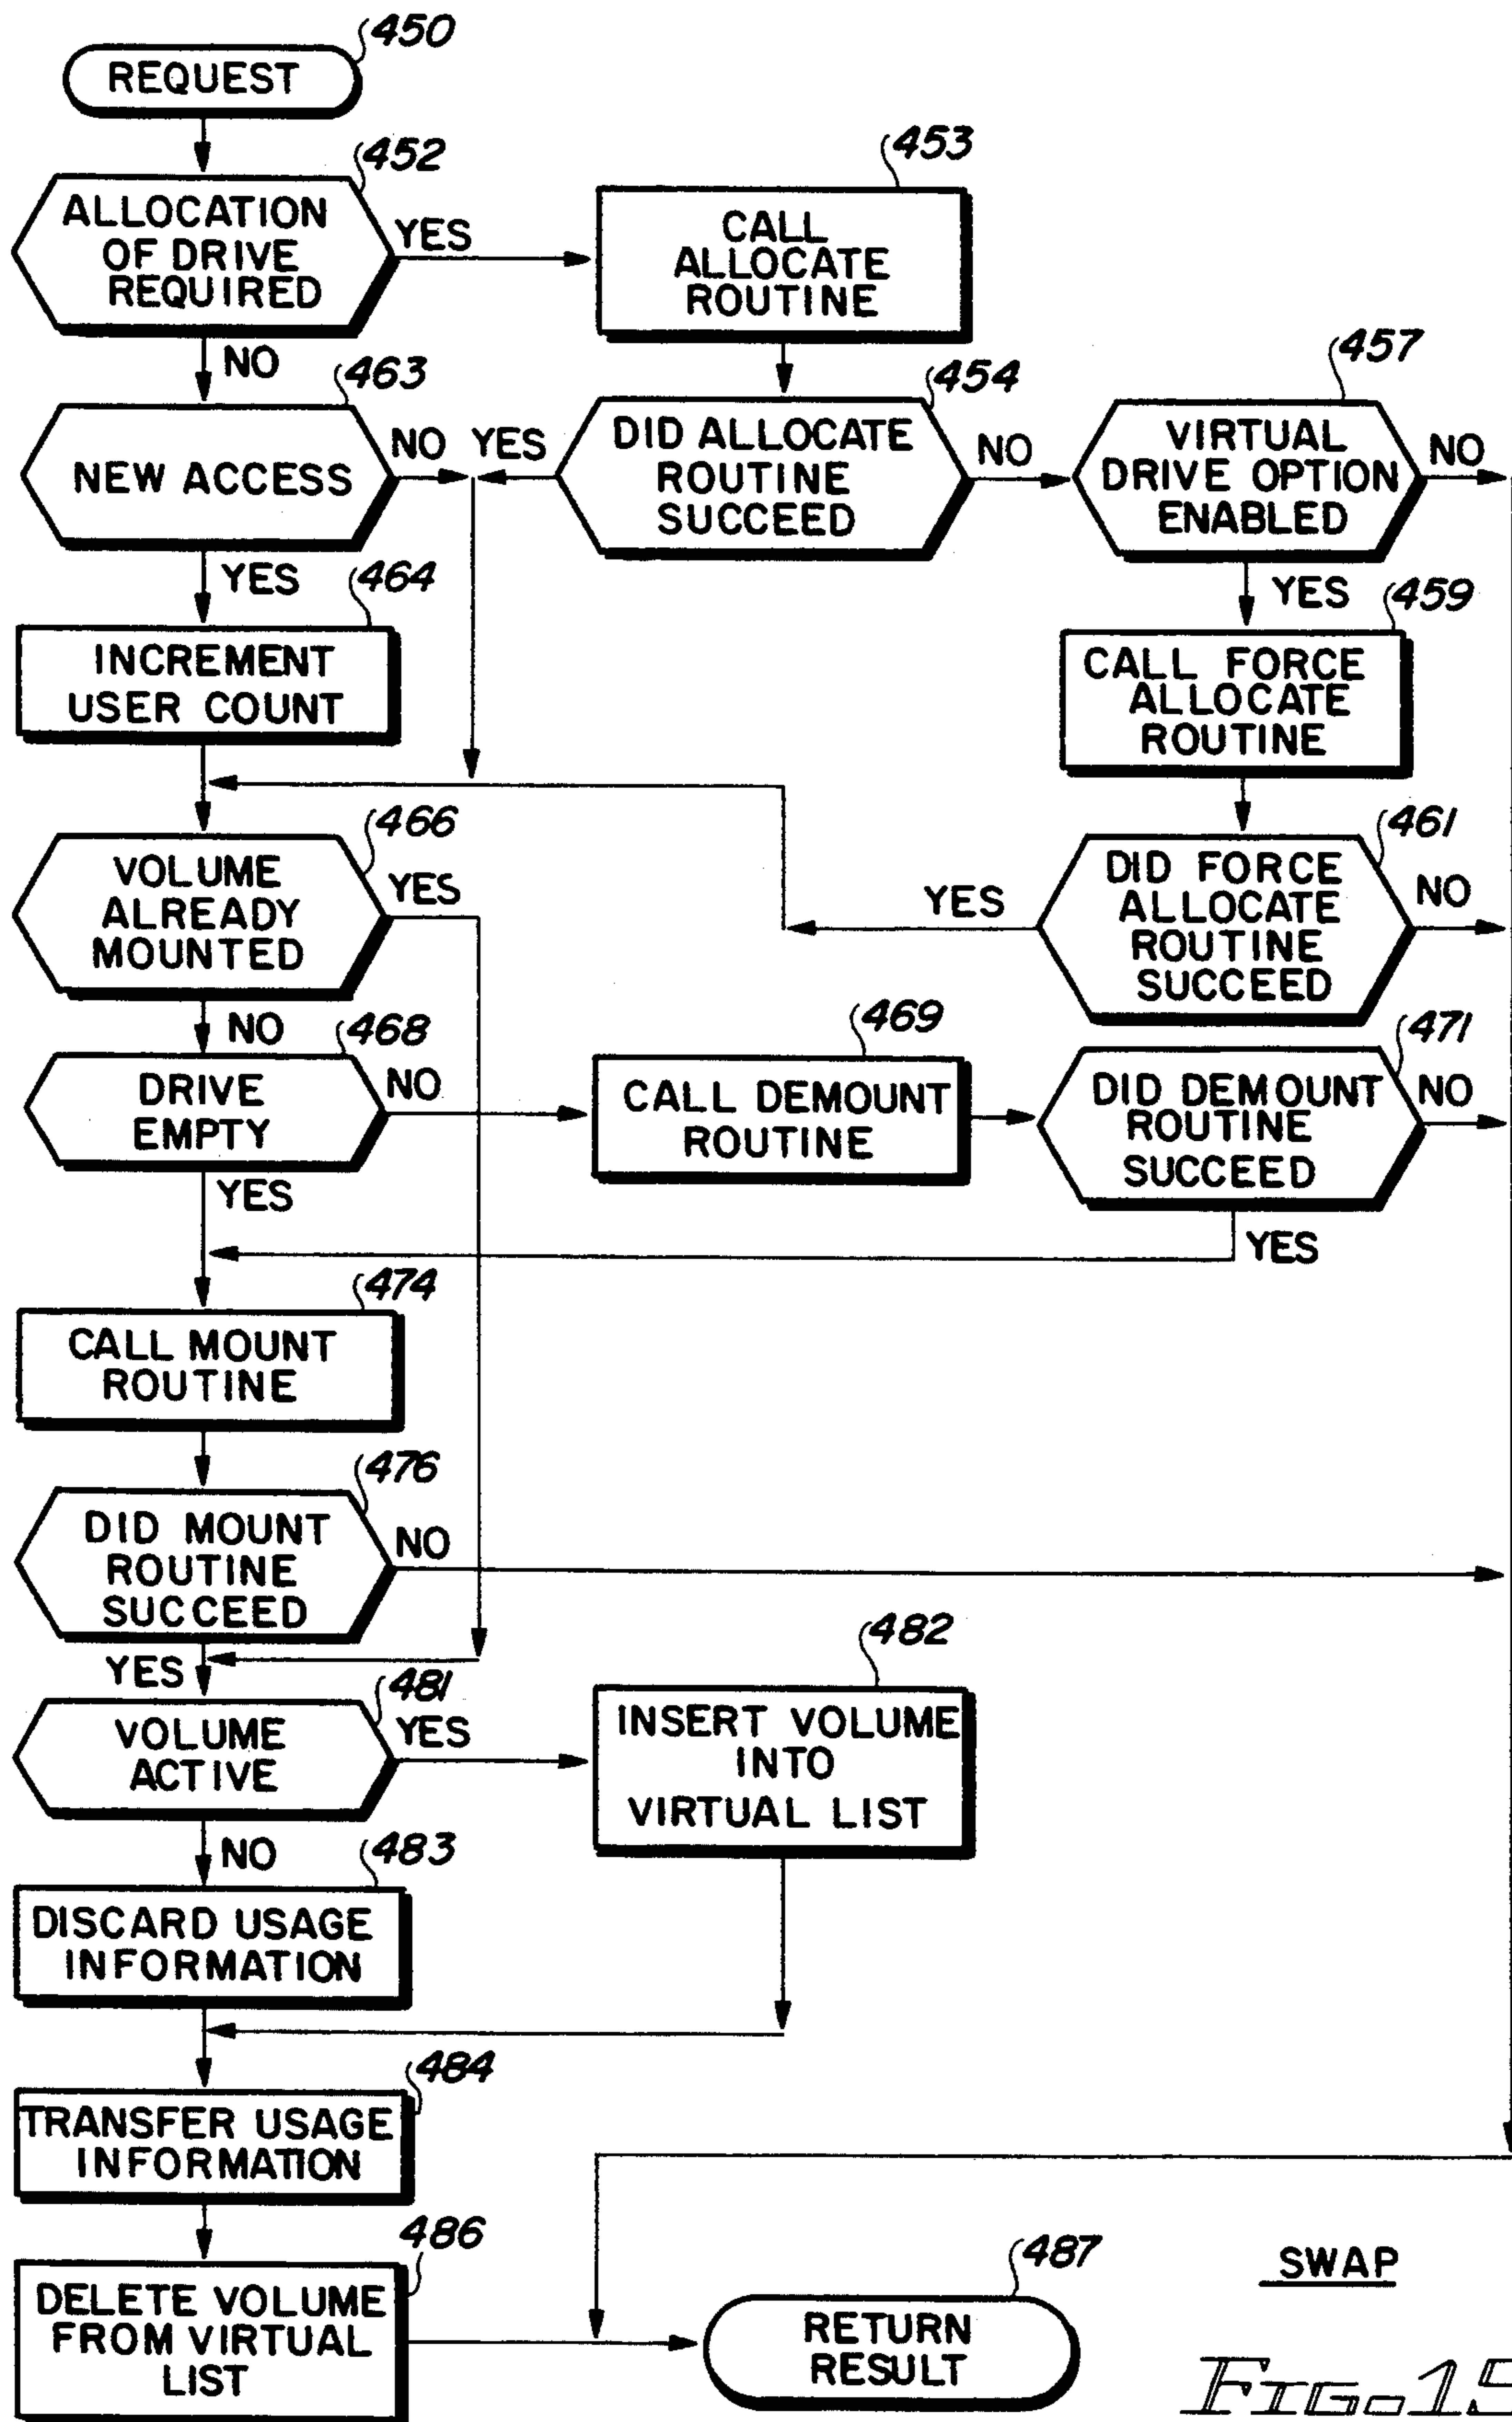 450
REQUEST
452
ALLOCATION
OF DRIVE
REQUIRED
YES
NO
453
CALL
ALLOCATE
ROUTINE
463
NEW ACCESS
NO
YES
454
DID ALLOCATE
ROUTINE
SUCCEED
YES
NO
457
VIRTUAL
DRIVE OPTION
ENABLED
NO
YES
464
INCREMENT
USER COUNT
459
CALL FORCE
ALLOCATE
ROUTINE
466
VOLUME
ALREADY
MOUNTED
YES
NO
461
DID FORCE
ALLOCATE
ROUTINE
SUCCEED
YES
NO
468
DRIVE
EMPTY
NO
YES
469
CALL DEMOUNT
ROUTINE
471
DID DEMOUNT
ROUTINE
SUCCEED
NO
YES
474
CALL MOUNT
ROUTINE
476
DID MOUNT
ROUTINE
SUCCEED
NO
YES
481
VOLUME
ACTIVE
YES
NO
482
INSERT VOLUME
INTO
VIRTUAL LIST
483
DISCARD USAGE
INFORMATION
484
TRANSFER USAGE
INFORMATION
486
DELETE VOLUME
FROM VIRTUAL
LIST
487
RETURN
RESULT
SWAP
FIG. 15